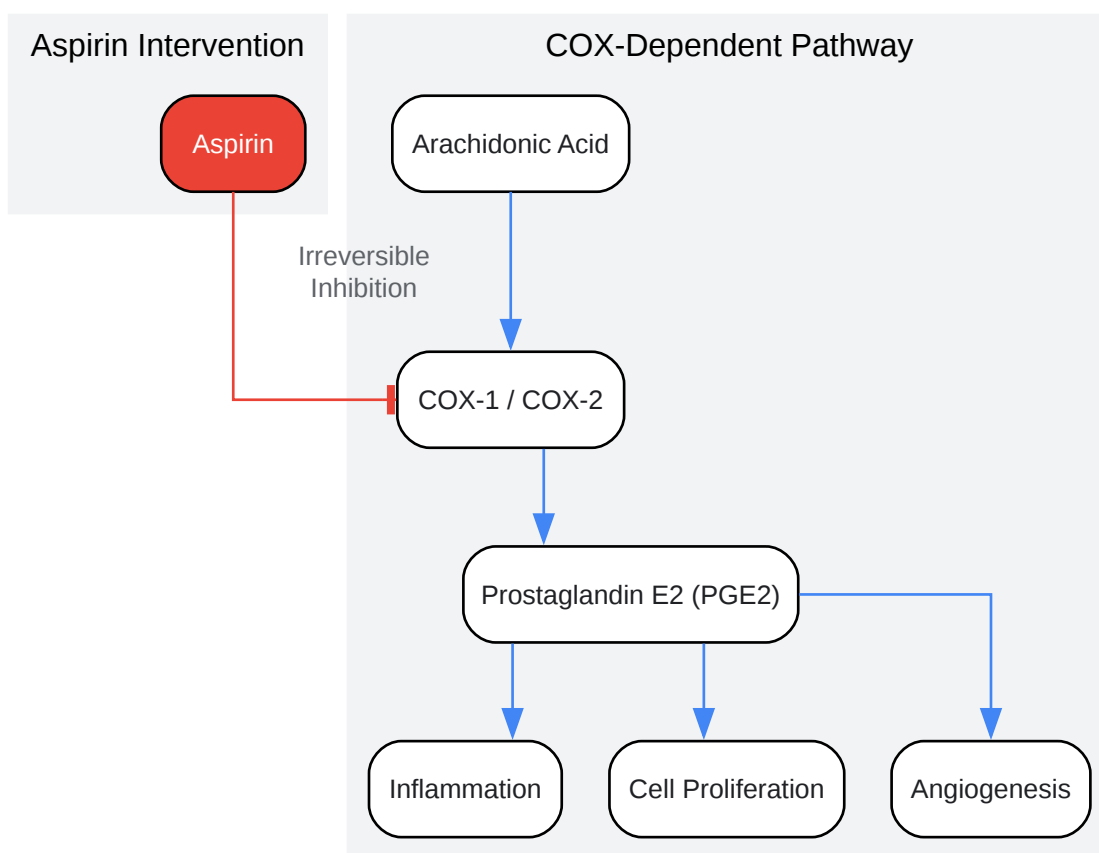 Aspirin Intervention
COX-Dependent Pathway
Aspirin
Arachidonic Acid
Irreversible
Inhibition
COX-1 / COX-2
Prostaglandin E2 (PGE2)
Inflammation
Cell Proliferation
Angiogenesis